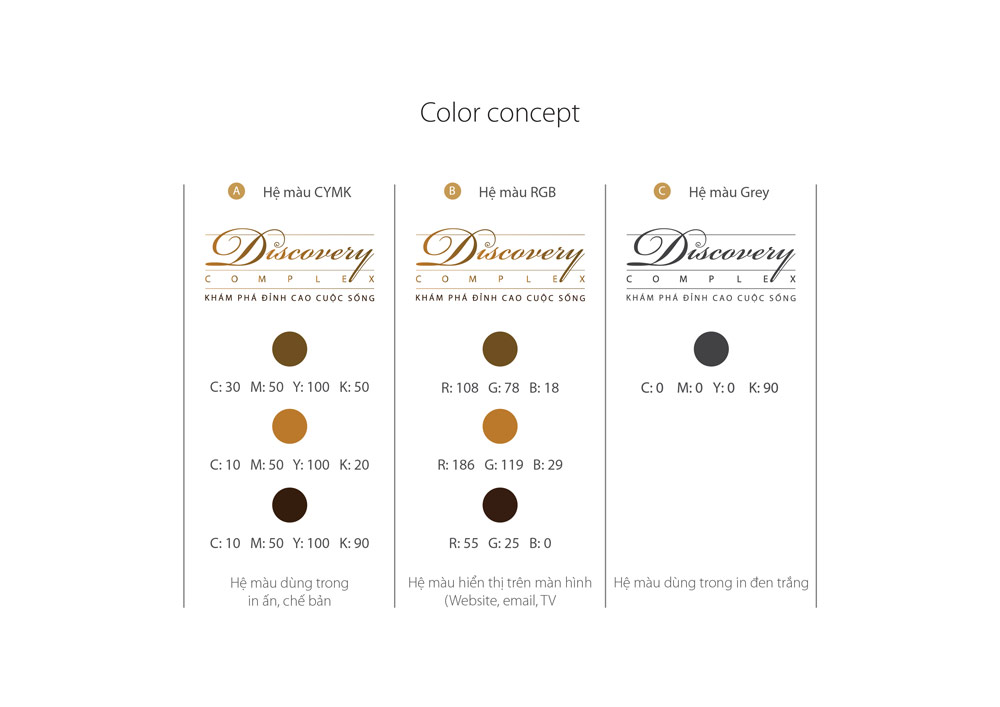 Color concept
A Hệ màu CYMK
Discovery
COMPLEX
KHÁM PHÁ ĐỈNH CAO CUỘC SỐNG
C: 30 M: 50 Y: 100 K: 50
C: 10 M: 50 Y: 100 K: 20
C: 10 M: 50 Y: 100 K: 90
Hệ màu dùng trong
in ấn, chế bản
B Hệ màu RGB
Discovery
COMPLEX
KHÁM PHÁ ĐỈNH CAO CUỘC SỐNG
R: 108 G: 78 B: 18
R: 186 G: 119 B: 29
R: 55 G: 25 B: 0
Hệ màu hiển thị trên màn hình
(Website, email, TV
C Hệ màu Grey
Discovery
COMPLEX
KHÁM PHÁ ĐỈNH CAO CUỘC SỐNG
C: 0 M: 0 Y: 0 K: 90
Hệ màu dùng trong in đen trắng